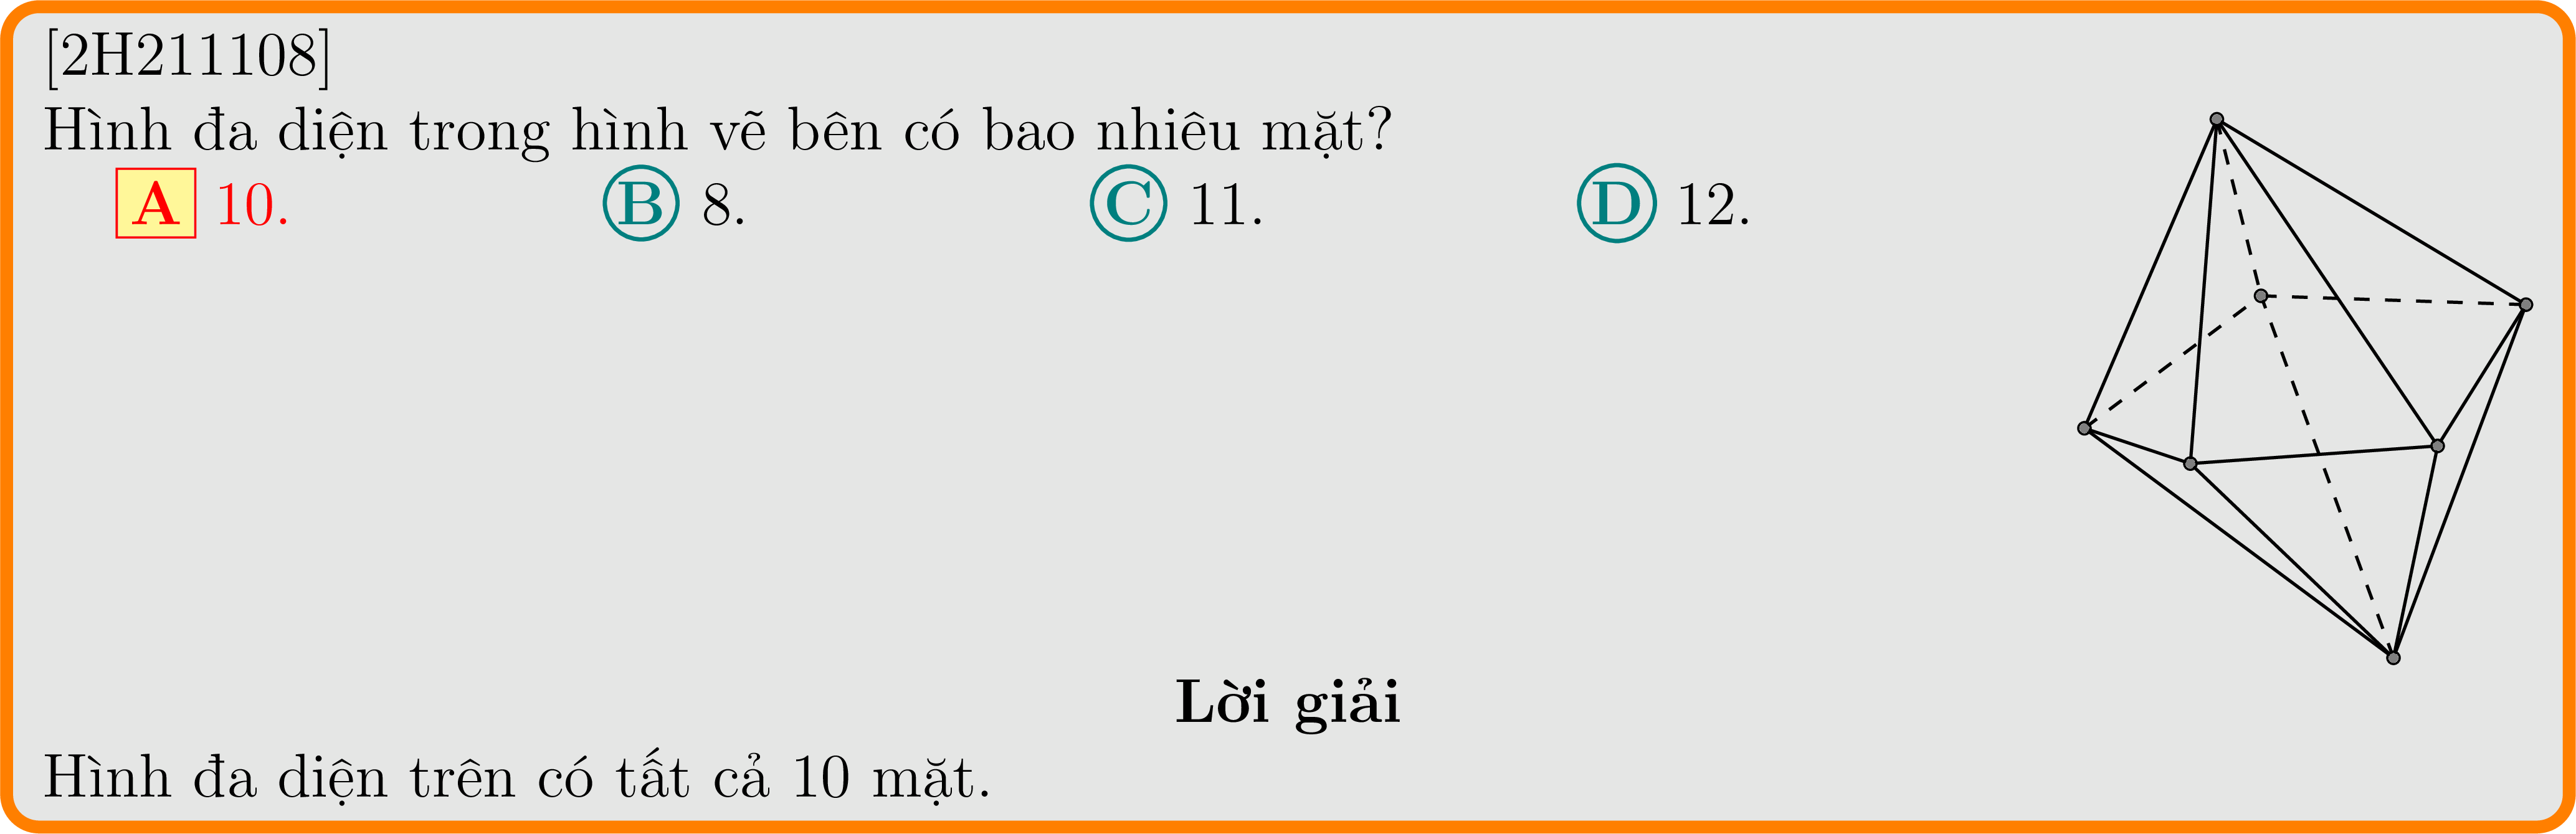 [2H211108]
Hình đa diện trong hình vẽ bên có bao nhiêu mặt?
A 10. B 8. C 11. D 12.
Lời giải
Hình đa diện trên có tất cả 10 mặt.